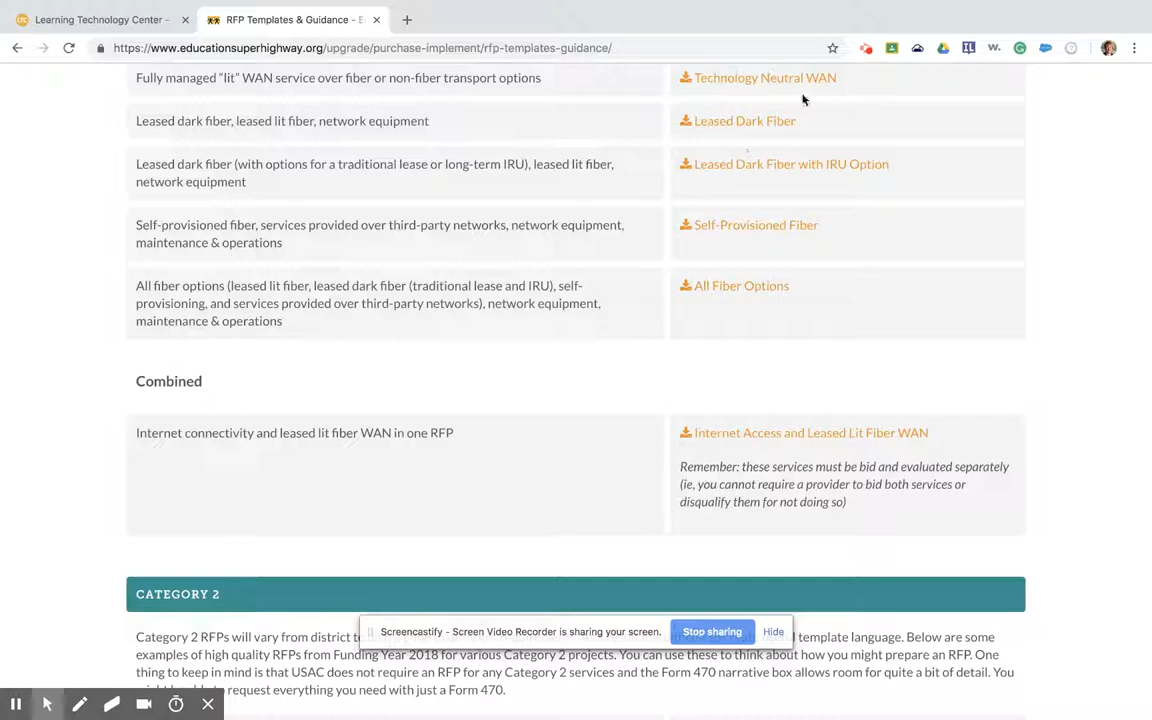 Learning Technology Center -
RFP Templates & Guidance - E
https://www.educationsuperhighway.org/upgrade/purchase-implement/rfp-templates-guidance/
Fully managed “lit” WAN service over fiber or non-fiber transport options
Technology Neutral WAN
Leased dark fiber, leased lit fiber, network equipment
Leased Dark Fiber
Leased dark fiber (with options for a traditional lease or long-term IRU), leased lit fiber,
network equipment
Leased Dark Fiber with IRU Option
Self-provisioned fiber, services provided over third-party networks, network equipment,
maintenance & operations
Self-Provisioned Fiber
All fiber options (leased lit fiber, leased dark fiber (traditional lease and IRU), self-
provisioning, and services provided over third-party networks), network equipment,
maintenance & operations
All Fiber Options
Combined
Internet connectivity and leased lit fiber WAN in one RFP
Internet Access and Leased Lit Fiber WAN
Remember: these services must be bid and evaluated separately
(ie, you cannot require a provider to bid both services or
disqualify them for not doing so)
CATEGORY 2
Screencastify - Screen Video Recorder is sharing your screen.
Stop sharing
Hide
Category 2 RFPs will vary from district template language. Below are some
examples of high quality RFPs from Funding Year 2018 for various Category 2 projects. You can use these to think about how you might prepare an RFP. One
thing to keep in mind is that USAC does not require an RFP for any Category 2 services and the Form 470 narrative box allows room for quite a bit of detail. You
request everything you need with just a Form 470.